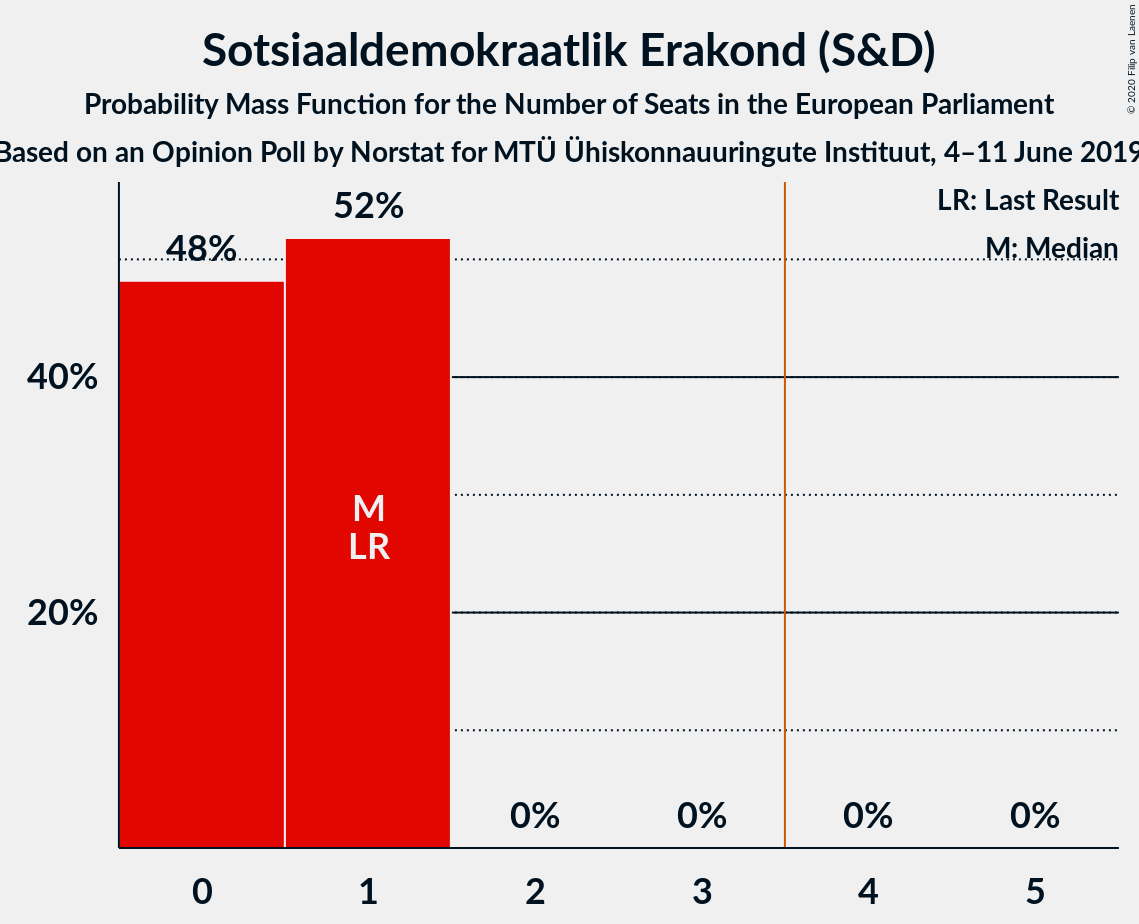 Sotsiaaldemokraatlik Erakond (S&D)
Probability Mass Function for the Number of Seats in the European Parliament
Based on an Opinion Poll by Norstat for MTÜ Ühiskonnauuringute Instituut, 4–11 June 2019
© 2020 Filip van Laenen
LR: Last Result
M: Median
52%
48%
40%
20%
M
LR
0% 0% 0% 0%
0 1 2 3 4 5